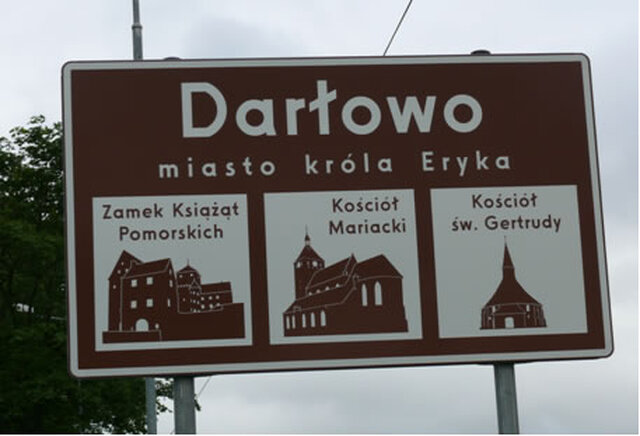 Darłowo
miasto króla Eryka
Zamek Książąt
Pomorskich
Kościół
Mariacki
Kościół
św. Gertrudy